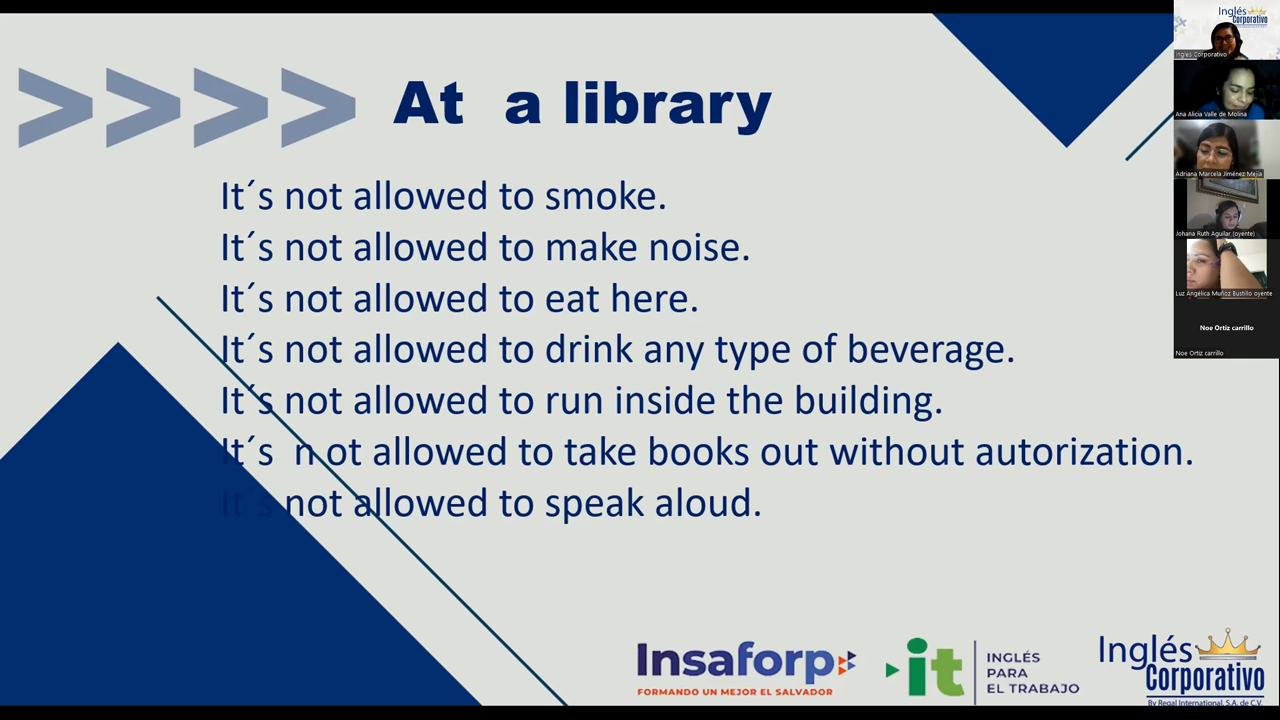 At a library
It´s not allowed to smoke.
It´s not allowed to make noise.
It´s not allowed to eat here.
It´s not allowed to drink any type of beverage.
It´s not allowed to run inside the building.
It´s n ot allowed to take books out without autorization.
It´s not allowed to speak aloud.
Insaforp
FORMANDO UN MEJOR EL SALVADOR
it
INGLÉS
PARA
EL TRABAJO
Inglés
Corporativo
By Regal International, S.A. de C.V.
Inglés
Corporativo
Inglés Corporativo
Ana Alicia Valle de Molina
Adriana Marcela Jiménez Mejía
Johana Ruth Aguilar (oyente)
Luz Angélica Muñoz Bustillo oyente
Noe Ortiz carrillo
Noe Ortiz carrillo